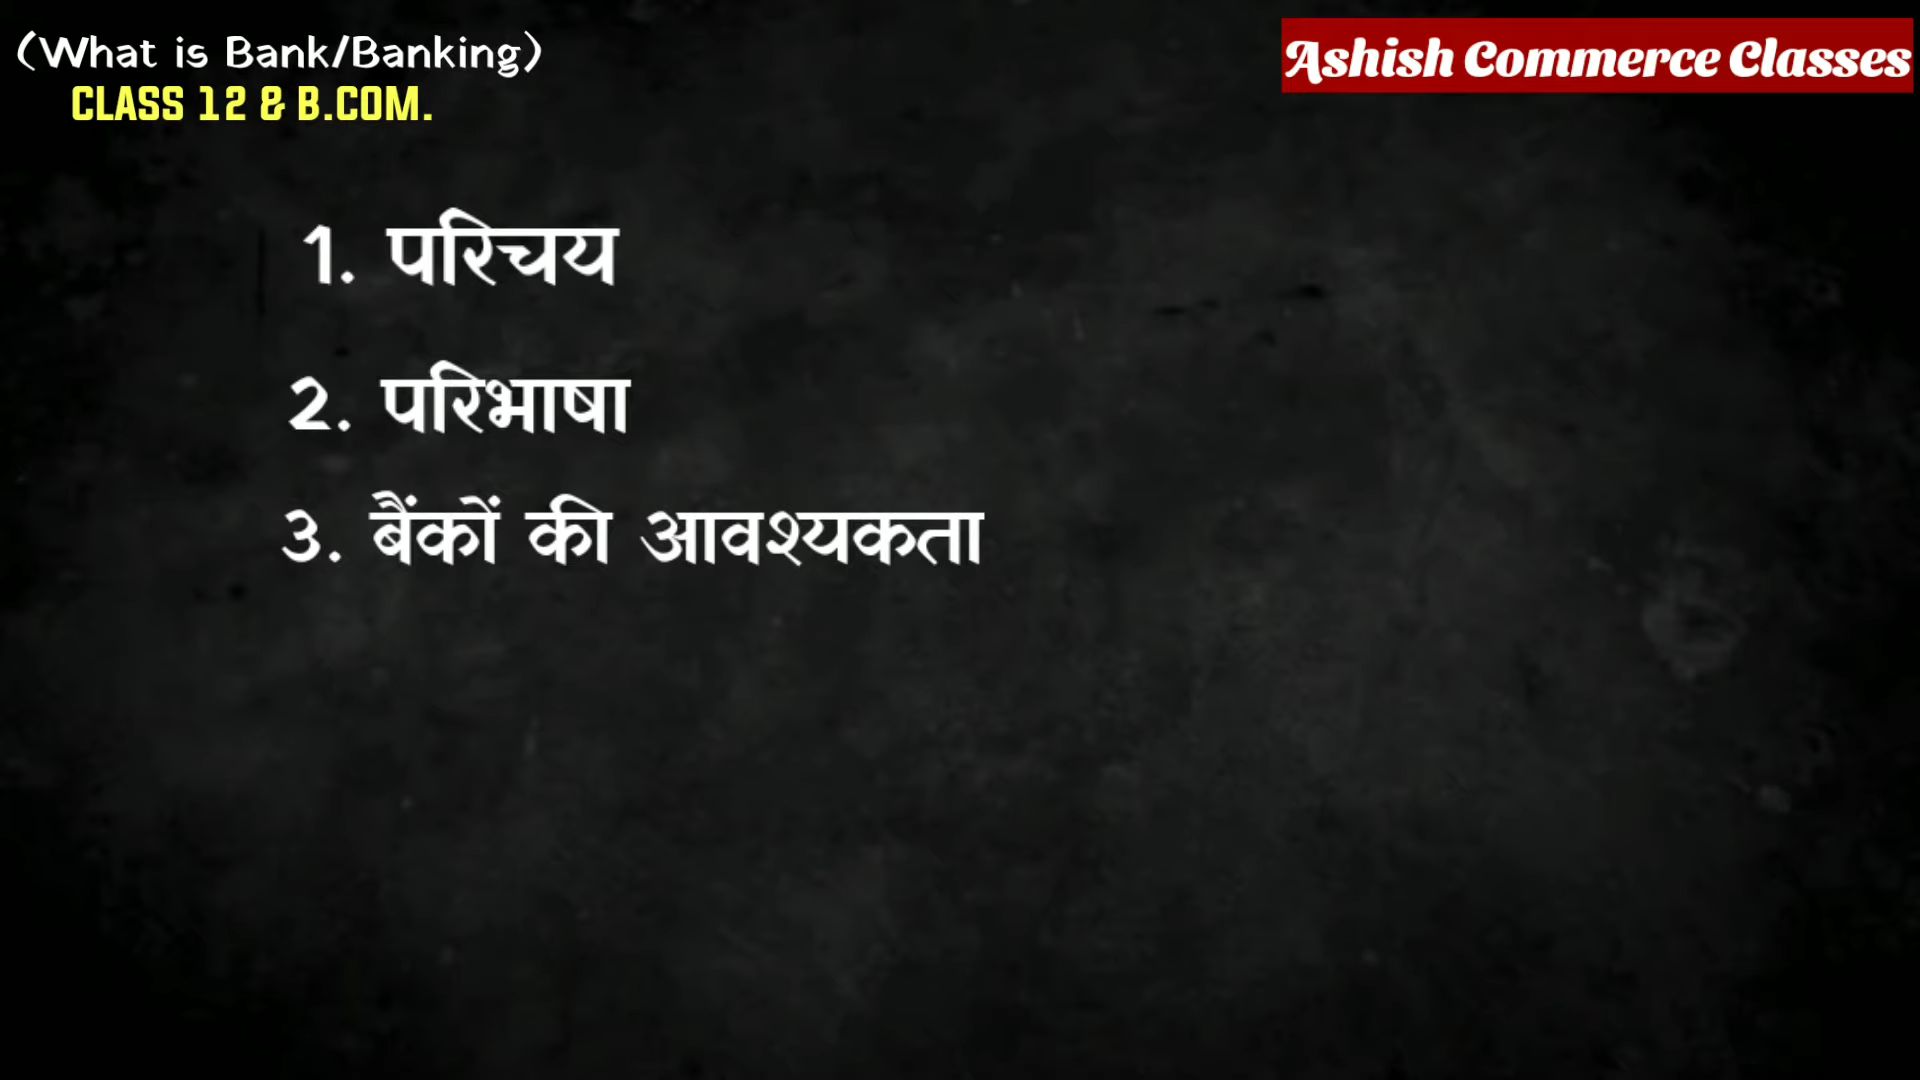 (What is Bank/Banking)
CLASS 12 & B.COM.
Ashish Commerce Classes
1. परिचय
2. परिभाषा
3. बैंकों की आवश्यकता